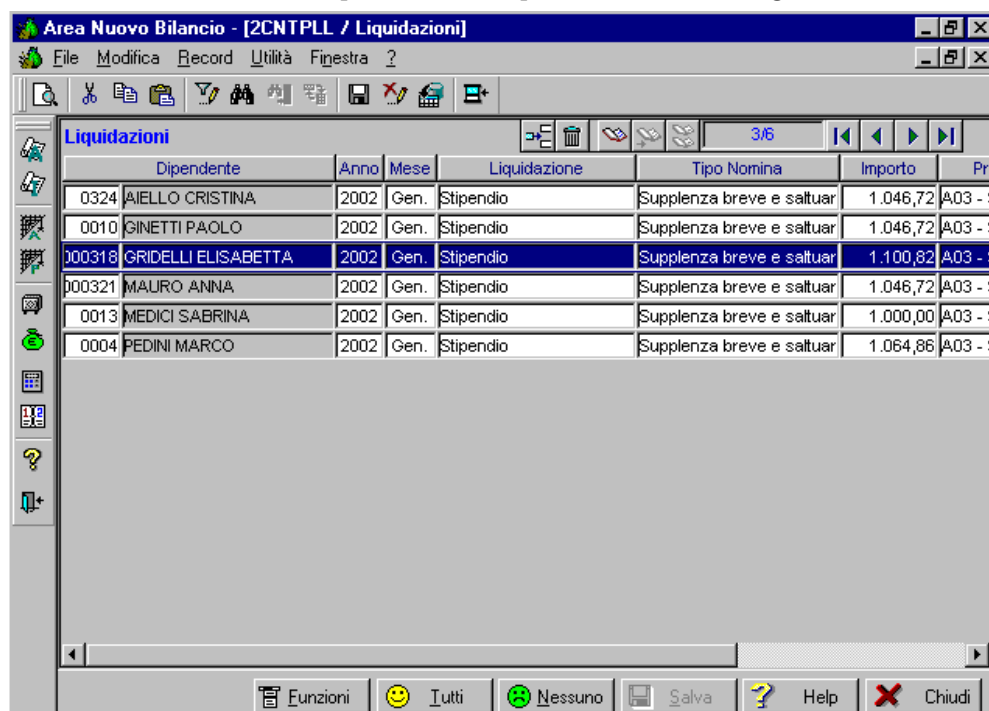 Area Nuovo Bilancio - [2CNTPLL / Liquidazioni]
File Modifica Record Utilità Finestra ?
Liquidazioni 3/6
Dipendente Anno Mese Liquidazione Tipo Nomina Importo Pr
0324 AIELLO CRISTINA 2002 Gen. Stipendio Supplenza breve e saltuar 1.046,72 A03 -
0010 GINETTI PAOLO 2002 Gen. Stipendio Supplenza breve e saltuar 1.046,72 A03 -
000318 GRIDELLI ELISABETTA 2002 Gen. Stipendio Supplenza breve e saltuar 1.100,82 A03 -
000321 MAURO ANNA 2002 Gen. Stipendio Supplenza breve e saltuar 1.046,72 A03 -
0013 MEDICI SABRINA 2002 Gen. Stipendio Supplenza breve e saltuar 1.000,00 A03 -
0004 PEDINI MARCO 2002 Gen. Stipendio Supplenza breve e saltuar 1.064,86 A03 -
Funzioni Tutti Nessuno Salva Help Chiudi